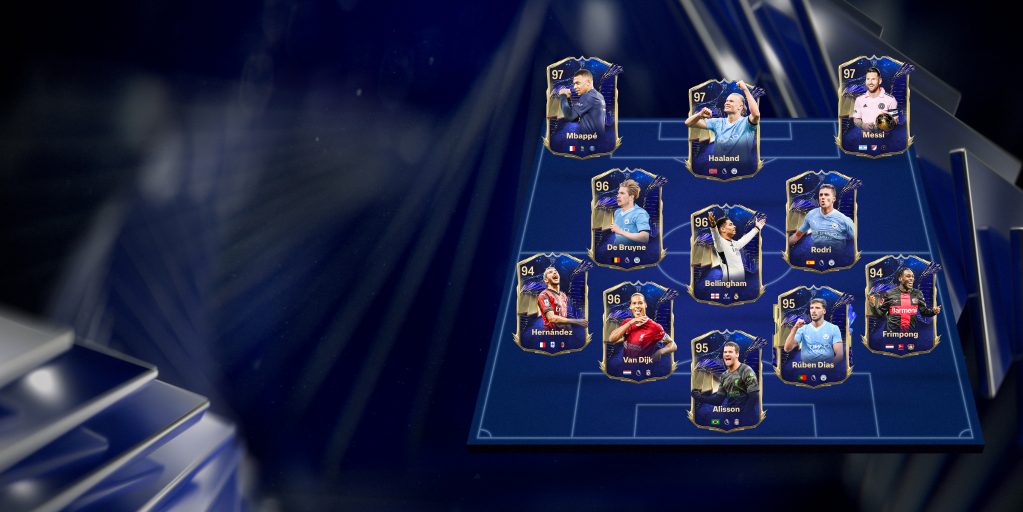 97
Mbappé
97
Haaland
97
Messi
96
De Bruyne
96
Bellingham
95
Rodri
94
Hernández
96
Van Dijk
95
Alisson
95
Rúben Dias
94
Frimpong